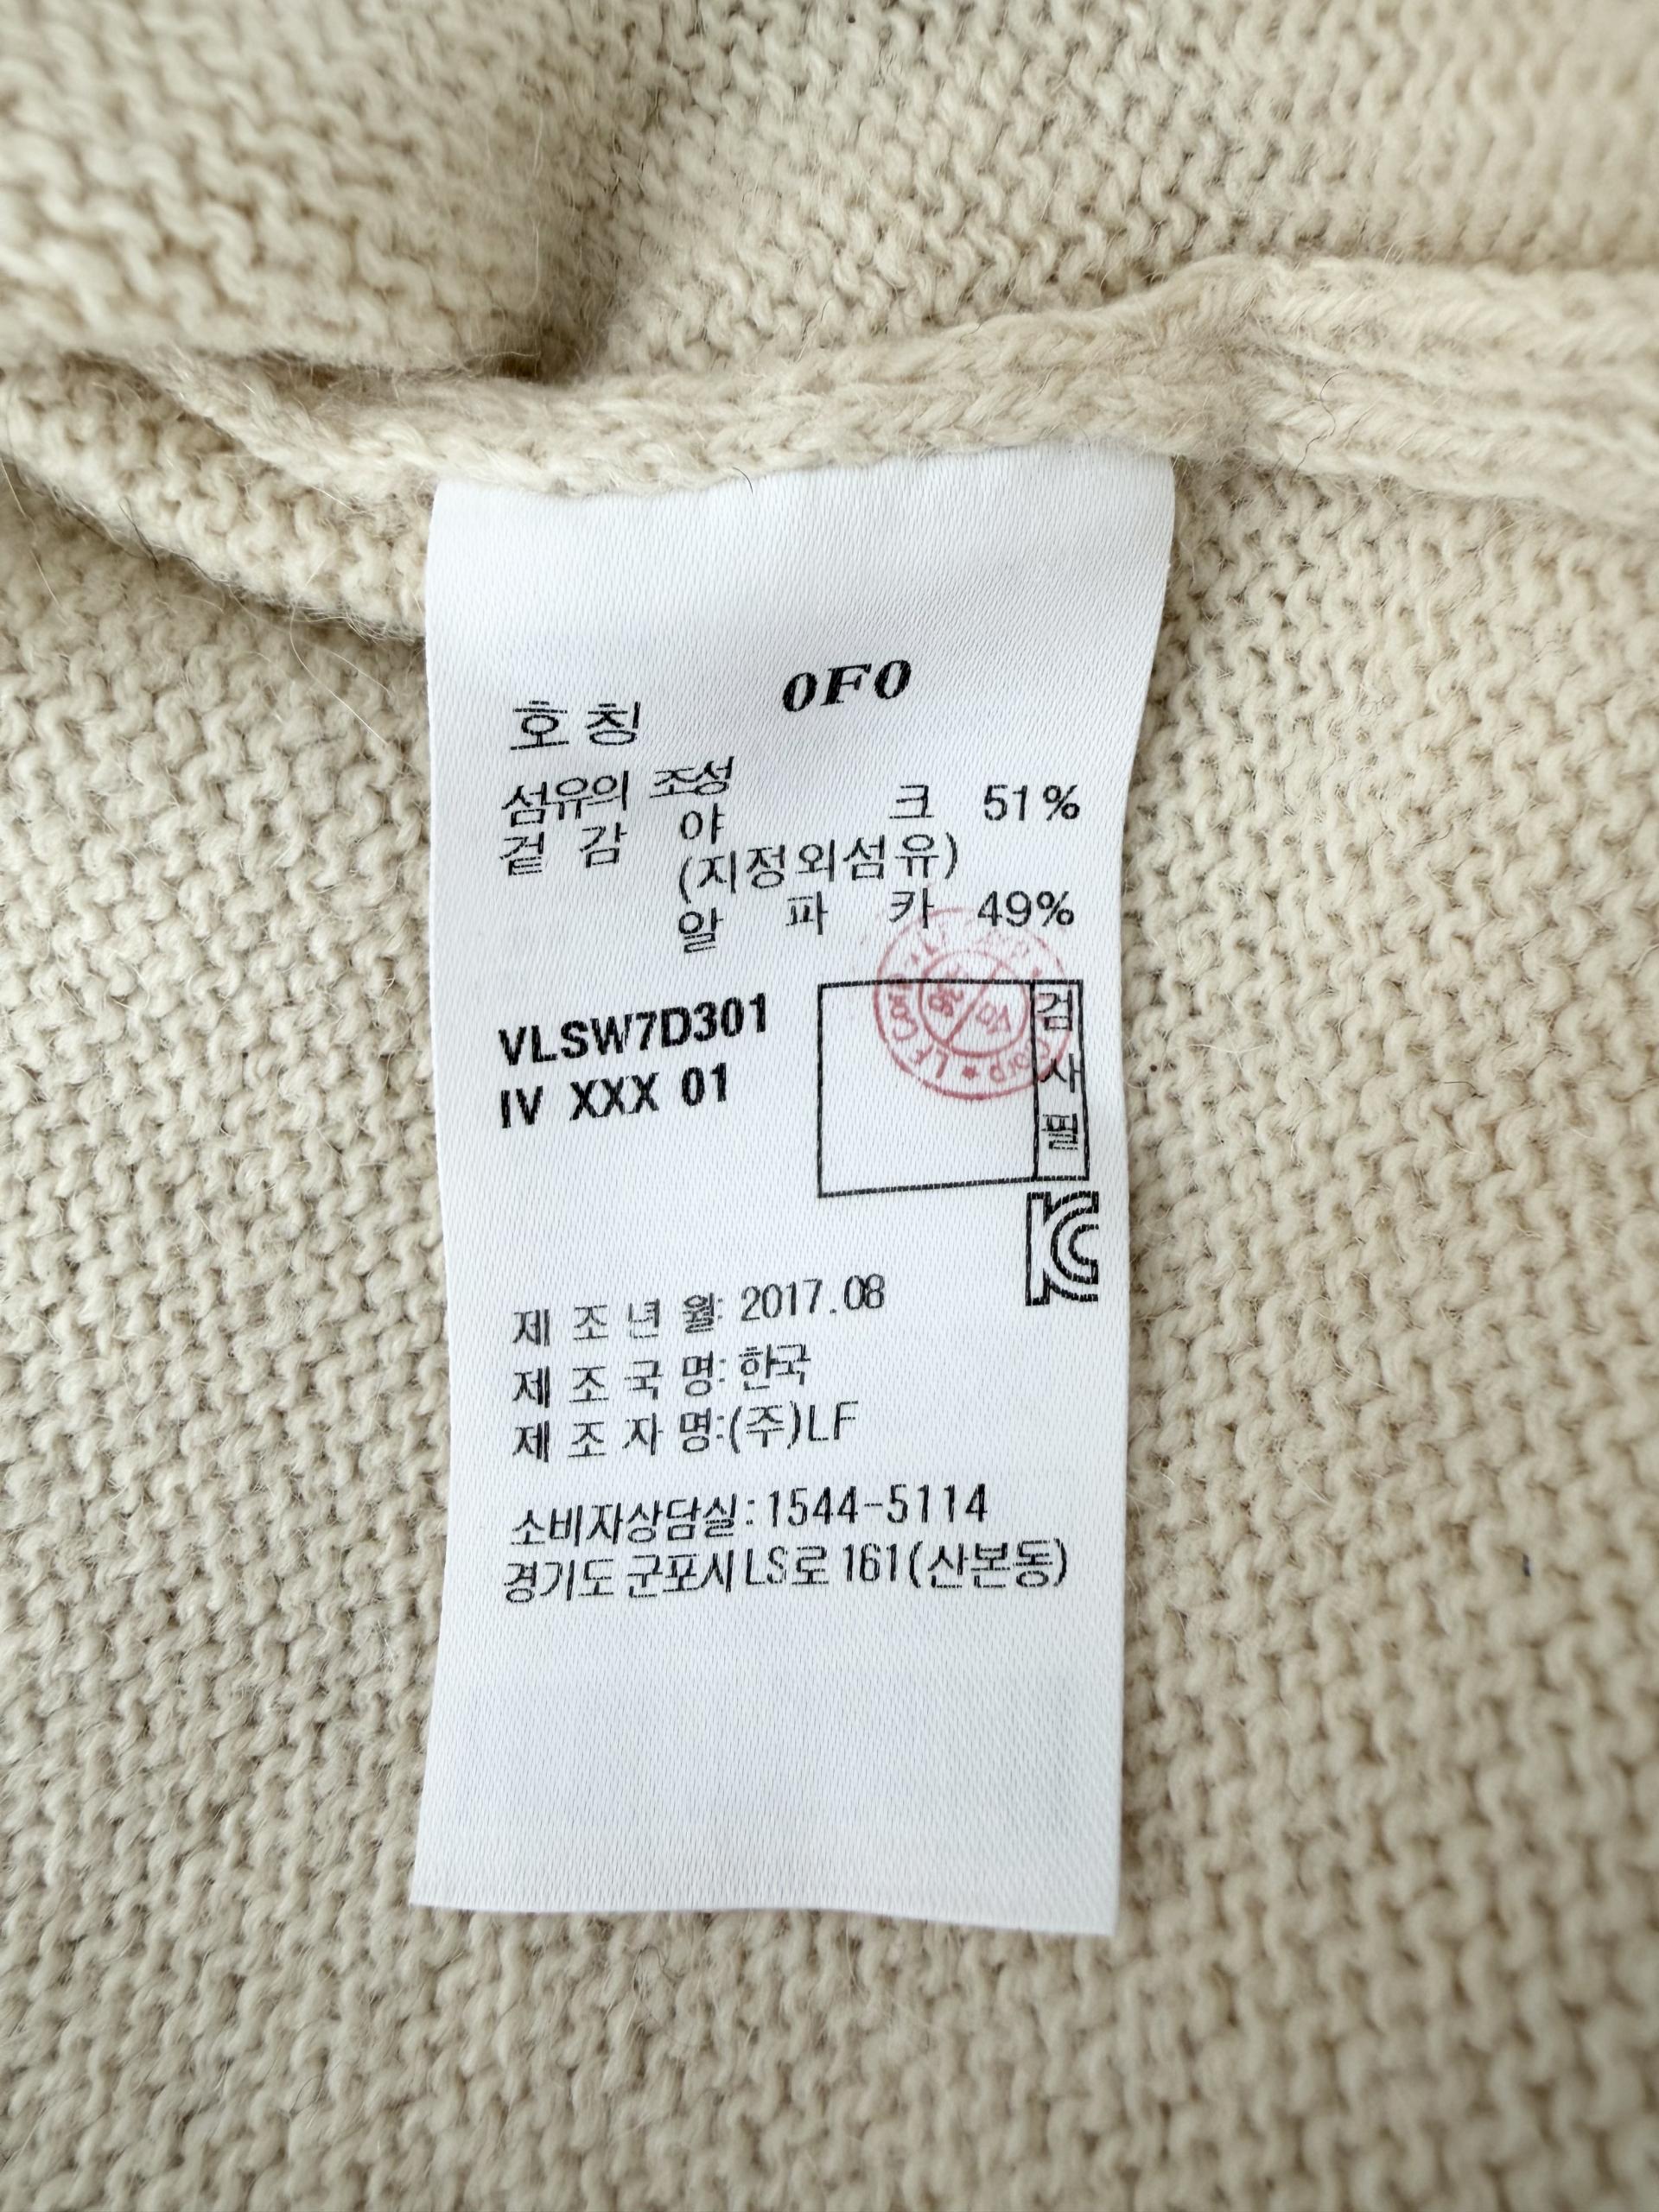 호칭 0F0
섬유의 조성
겉 감 야 크 51%
(지정외섬유)
알 파 카 49%
VLSW7D301
IV XXX 01
검
사
필
KC
제 조 년 월: 2017.08
제 조 국 명: 한국
제 조 자 명:(주)LF
소비자상담실:1544-5114
경기도 군포시 LS로 161(산본동)